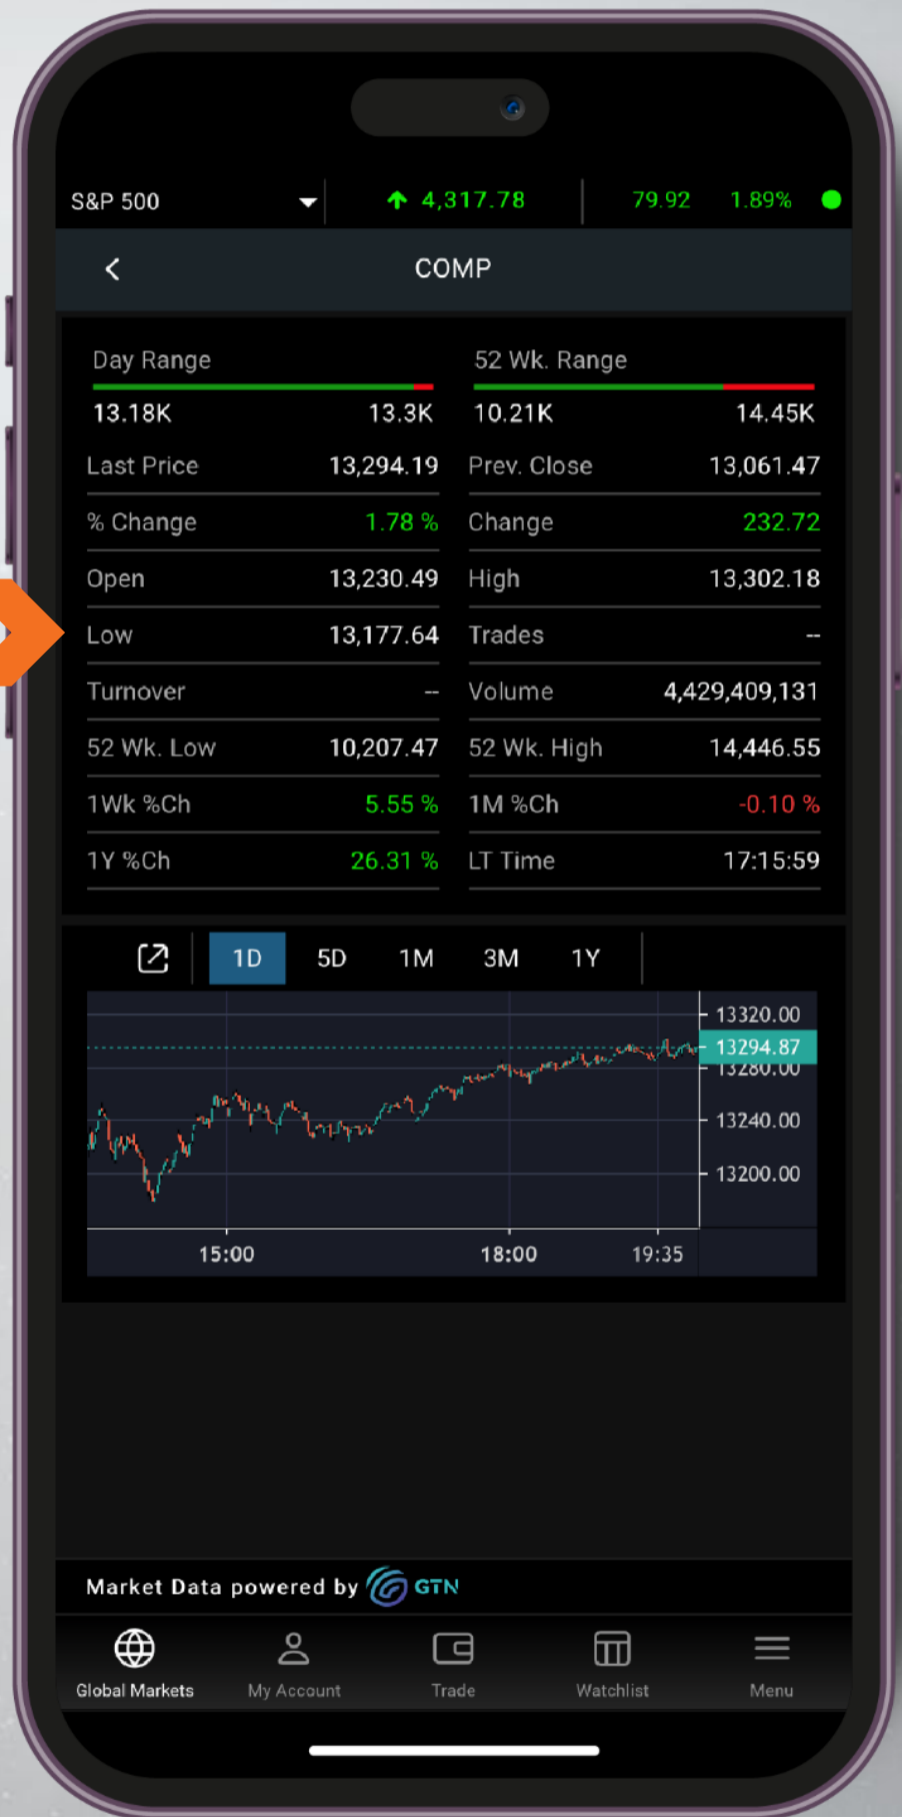 S&P 500 4,317.78 79.92 1.89%
COMP
Day Range 52 Wk. Range
13.18K 13.3K 10.21K 14.45K
Last Price 13,294.19 Prev. Close 13,061.47
% Change 1.78 % Change 232.72
Open 13,230.49 High 13,302.18
Low 13,177.64 Trades --
Turnover -- Volume 4,429,409,131
52 Wk. Low 10,207.47 52 Wk. High 14,446.55
1Wk %Ch 5.55 % 1M %Ch -0.10 %
1Y %Ch 26.31 % LT Time 17:15:59
1D 5D 1M 3M 1Y
13320.00
13294.87
13280.00
13240.00
13200.00
15:00 18:00 19:35
Market Data powered by GTN
Global Markets My Account Trade Watchlist Menu